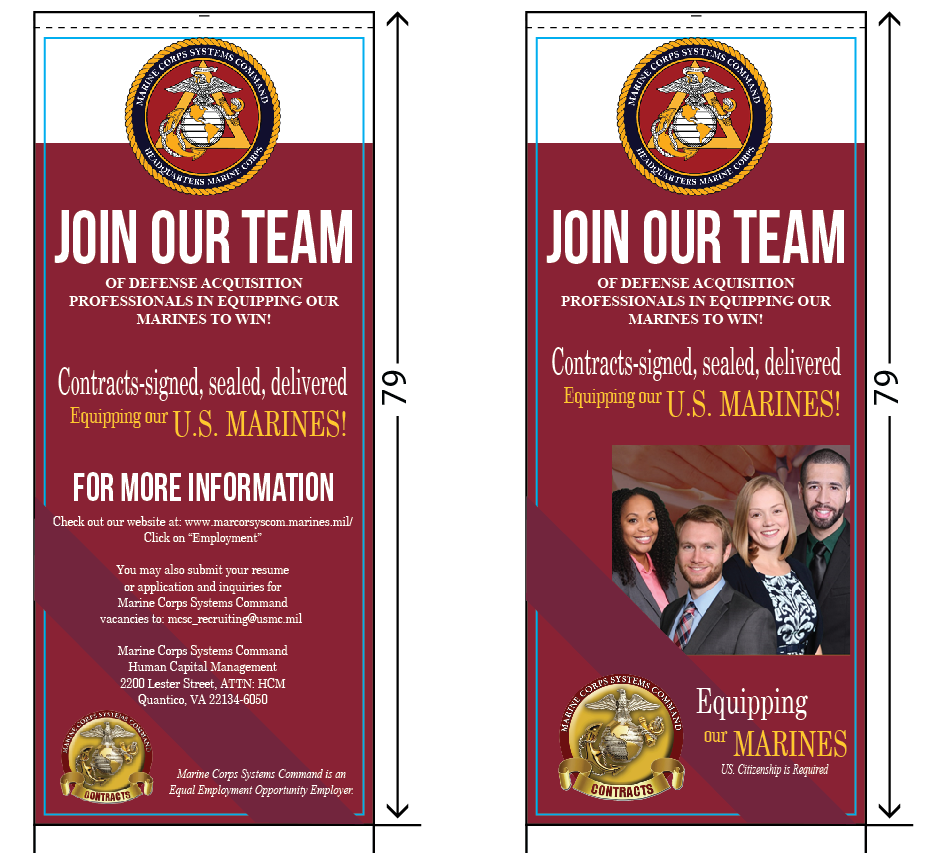 MARINE CORPS SYSTEMS COMMAND
HEADQUARTERS MARINE CORPS
JOIN OUR TEAM
OF DEFENSE ACQUISITION
PROFESSIONALS IN EQUIPPING OUR
MARINES TO WIN!
Contracts-signed, sealed, delivered
Equipping our U.S. MARINES!
FOR MORE INFORMATION
Check out our website at: www.marcorsyscom.marines.mil/
Click on “Employment”
You may also submit your resume
or application and inquiries for
Marine Corps Systems Command
vacancies to: mcsc_recruiting@usmc.mil
Marine Corps Systems Command
Human Capital Management
2200 Lester Street, ATTN: HCM
Quantico, VA 22134-6050
MARINE CORPS SYSTEMS COMMAND
CONTRACTS
Marine Corps Systems Command is an
Equal Employment Opportunity Employer.
79
MARINE CORPS SYSTEMS COMMAND
HEADQUARTERS MARINE CORPS
JOIN OUR TEAM
OF DEFENSE ACQUISITION
PROFESSIONALS IN EQUIPPING OUR
MARINES TO WIN!
Contracts-signed, sealed, delivered
Equipping our U.S. MARINES!
MARINE CORPS SYSTEMS COMMAND
CONTRACTS
Equipping
our MARINES
US. Citizenship is Required
79